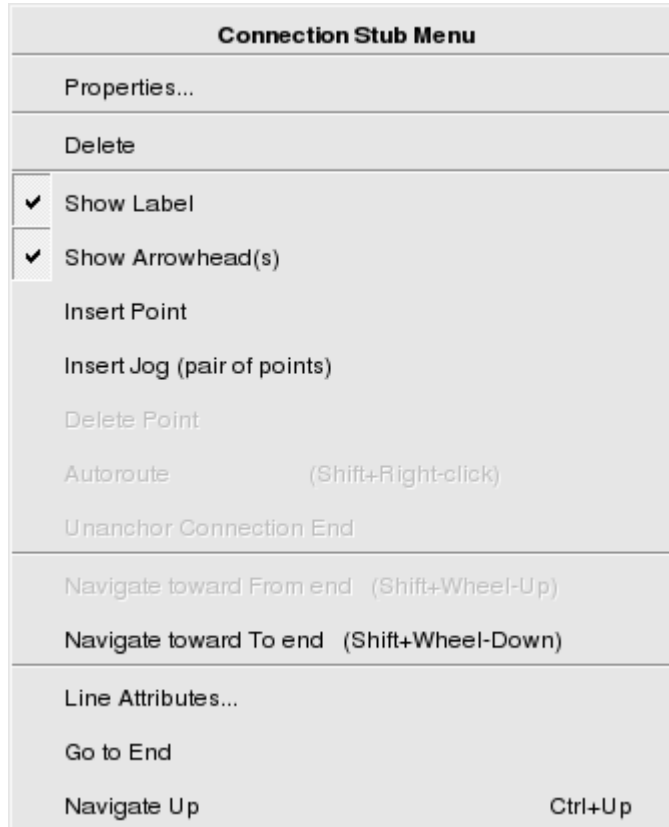 Connection Stub Menu
Properties...
Delete
Show Label
Show Arrowhead(s)
Insert Point
Insert Jog (pair of points)
Delete Point
Autoroute (Shift+Right-click)
Unanchor Connection End
Navigate toward From end (Shift+Wheel-Up)
Navigate toward To end (Shift+Wheel-Down)
Line Attributes...
Go to End
Navigate Up Ctrl+Up